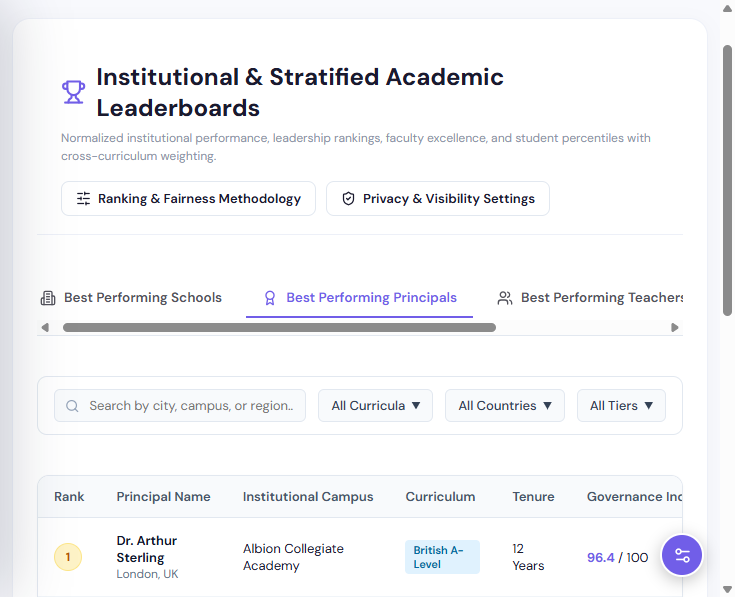 Institutional & Stratified Academic
Leaderboards
Normalized institutional performance, leadership rankings, faculty excellence, and student percentiles with
cross-curriculum weighting.
Ranking & Fairness Methodology
Privacy & Visibility Settings
Best Performing Schools
Best Performing Principals
Best Performing Teachers
Search by city, campus, or region..
All Curricula ▼
All Countries ▼
All Tiers ▼
Rank
Principal Name
Institutional Campus
Curriculum
Tenure
Governance
1
Dr. Arthur
Sterling
London, UK
Albion Collegiate
Academy
British A-
Level
12
Years
96.4 / 100